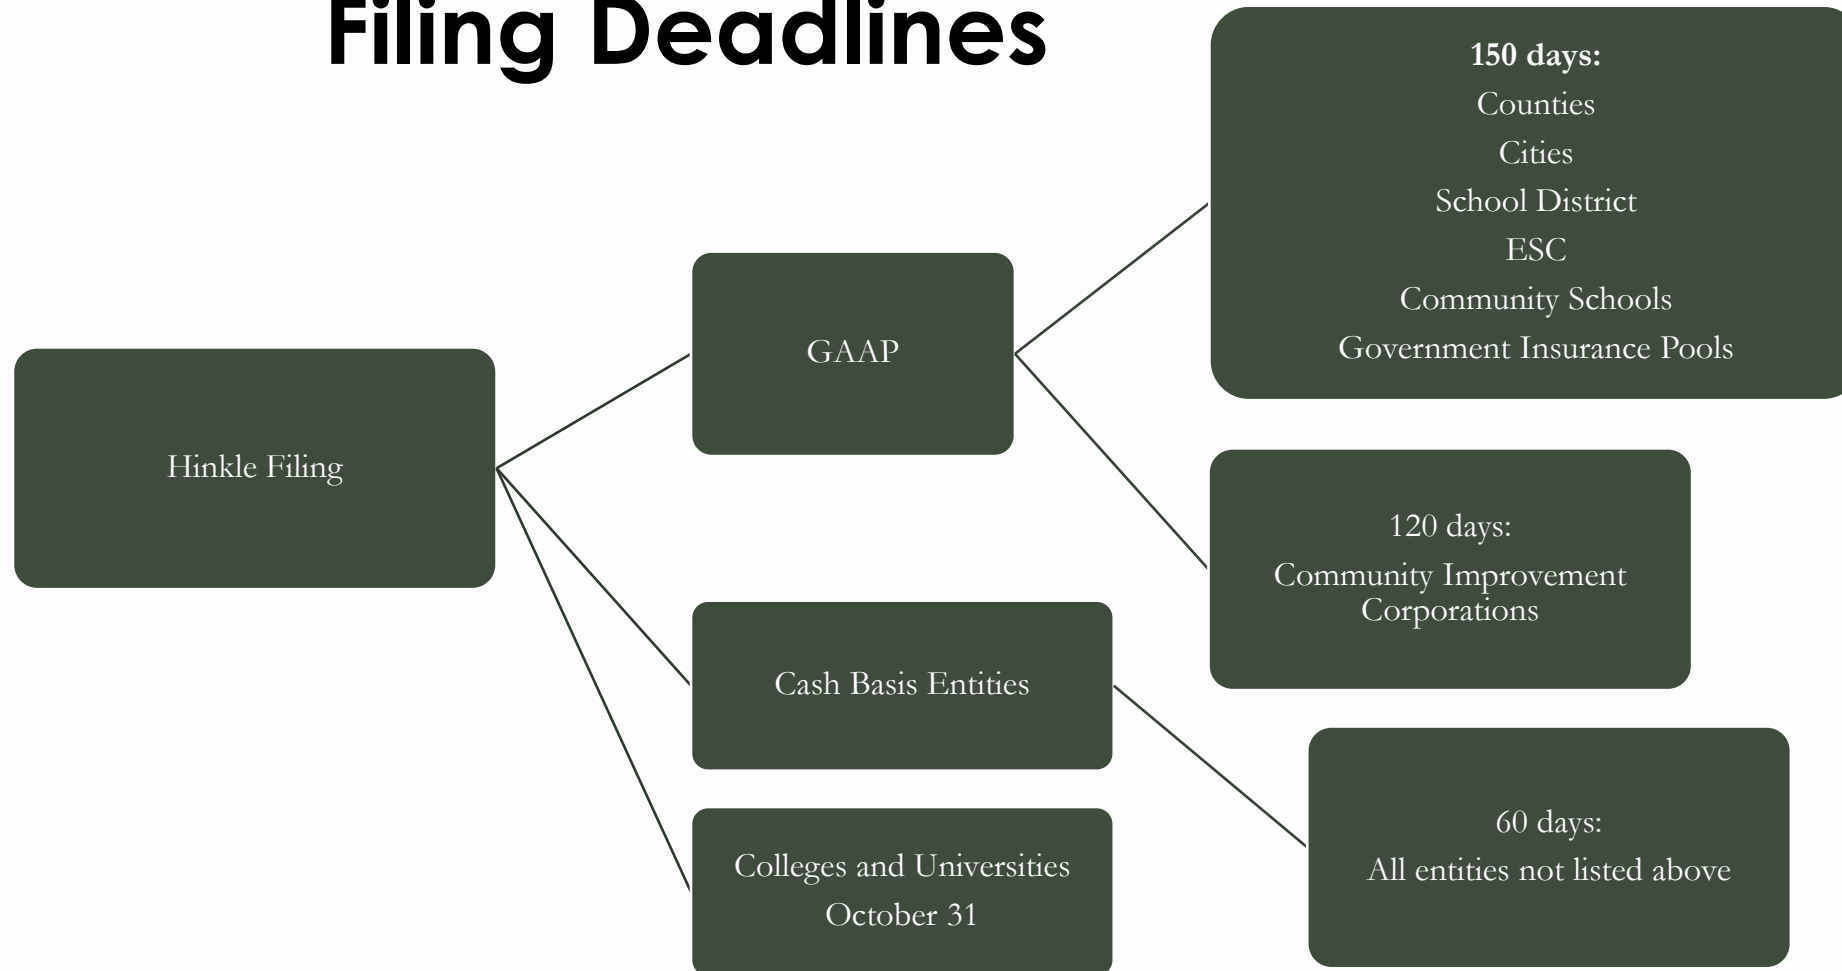 Filing Deadlines
Hinkle Filing
GAAP
150 days:
Counties
Cities
School District
ESC
Community Schools
Government Insurance Pools
120 days:
Community Improvement
Corporations
Cash Basis Entities
60 days:
All entities not listed above
Colleges and Universities
October 31